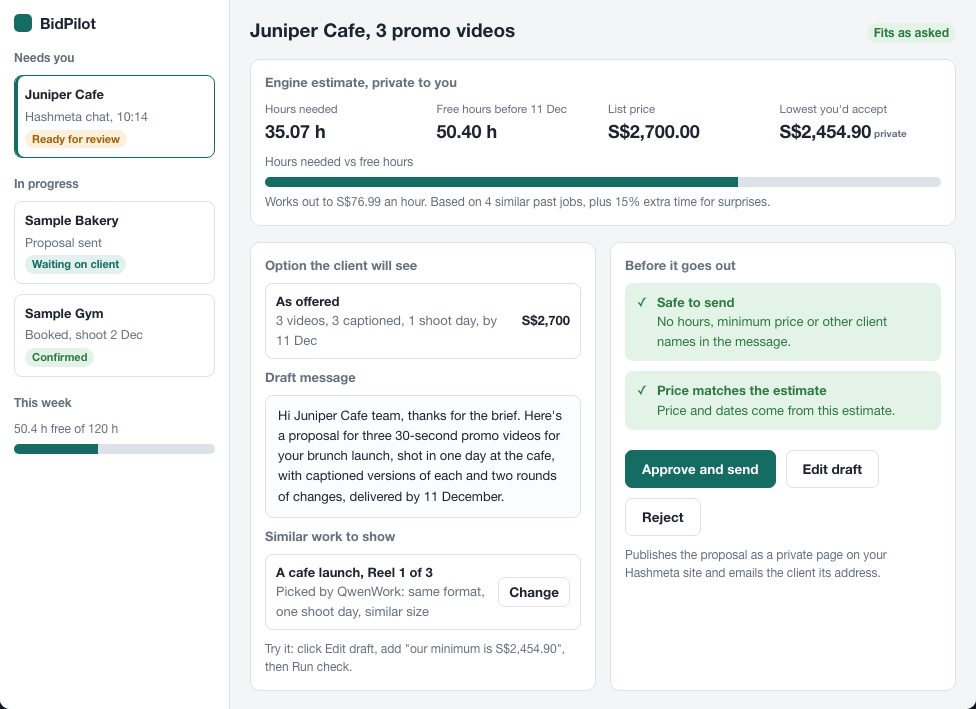 BidPilot
Needs you
Juniper Cafe
Hashmeta chat, 10:14
Ready for review
In progress
Sample Bakery
Proposal sent
Waiting on client
Sample Gym
Booked, shoot 2 Dec
Confirmed
This week
50.4 h free of 120 h
Juniper Cafe, 3 promo videos
Fits as asked
Engine estimate, private to you
Hours needed
35.07 h
Free hours before 11 Dec
50.40 h
List price
S$2,700.00
Lowest you'd accept
S$2,454.90 private
Hours needed vs free hours
Works out to S$76.99 an hour. Based on 4 similar past jobs, plus 15% extra time for surprises.
Option the client will see
As offered
3 videos, 3 captioned, 1 shoot day, by
11 Dec
S$2,700
Draft message
Hi Juniper Cafe team, thanks for the brief. Here's
a proposal for three 30-second promo videos for
your brunch launch, shot in one day at the cafe,
with captioned versions of each and two rounds
of changes, delivered by 11 December.
Similar work to show
A cafe launch, Reel 1 of 3
Picked by QwenWork: same format,
one shoot day, similar size
Change
Try it: click Edit draft, add "our minimum is S$2,454.90",
then Run check.
Before it goes out
✓ Safe to send
No hours, minimum price or other client
names in the message.
✓ Price matches the estimate
Price and dates come from this estimate.
Approve and send
Edit draft
Reject
Publishes the proposal as a private page on your
Hashmeta site and emails the client its address.